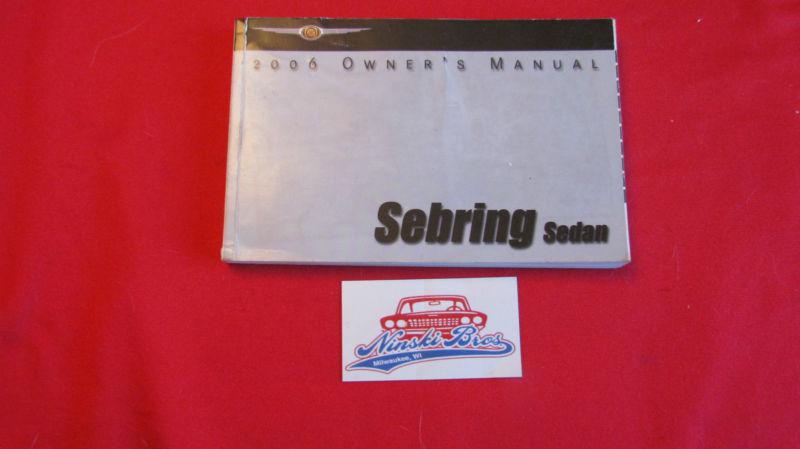 2006 OWNER'S MANUAL
Sebring Sedan
Ninski Bros.
Milwaukee, WI